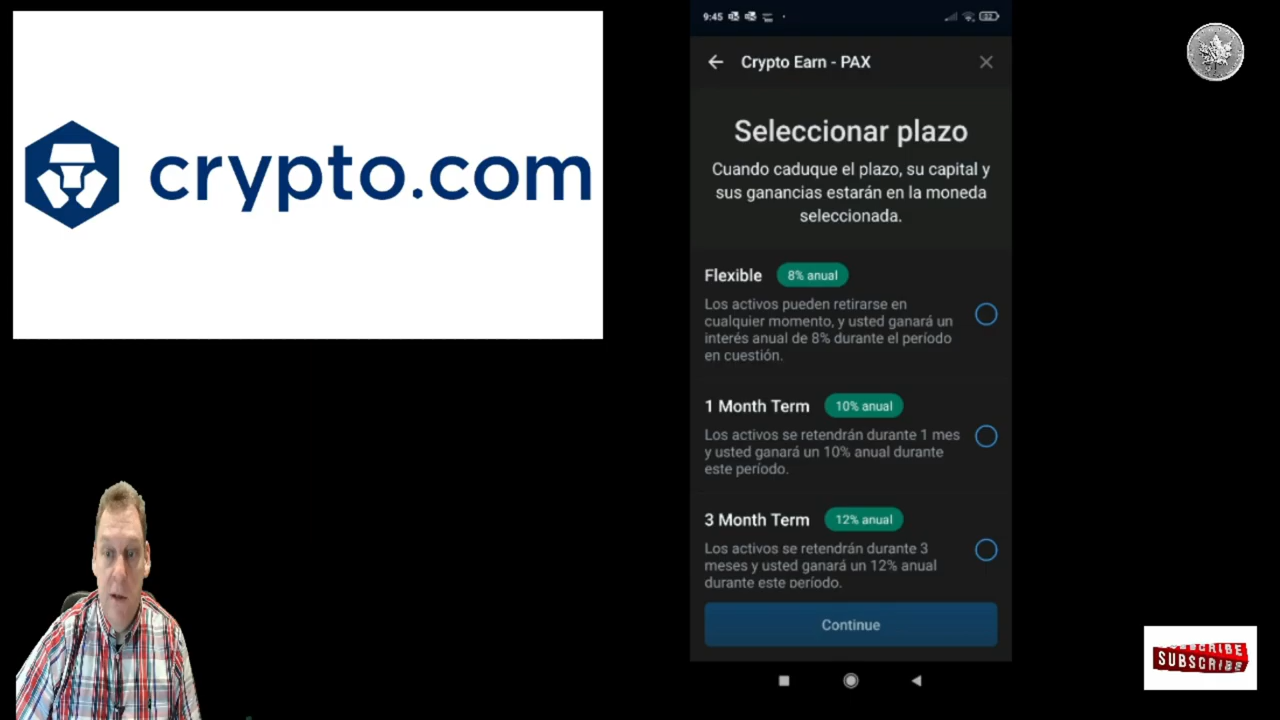 crypto.com
9:45
Crypto Earn - PAX
Seleccionar plazo
Cuando caduque el plazo, su capital y
sus ganancias estarán en la moneda
seleccionada.
Flexible 8% anual
Los activos pueden retirarse en
cualquier momento, y usted ganará un
interés anual de 8% durante el período
en cuestión.
1 Month Term 10% anual
Los activos se retendrán durante 1 mes
y usted ganará un 10% anual durante
este período.
3 Month Term 12% anual
Los activos se retendrán durante 3
meses y usted ganará un 12% anual
durante este período.
Continue
SUBSCRIBE